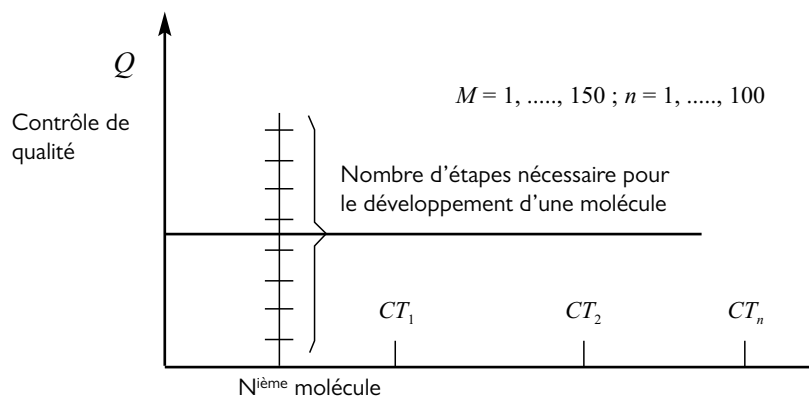 Q
M = 1, ....., 150 ; n = 1, ....., 100
Contrôle de
qualité
Nombre d'étapes nécessaire pour
le développement d'une molécule
CT₁ CT₂ CTₙ
Nième molécule